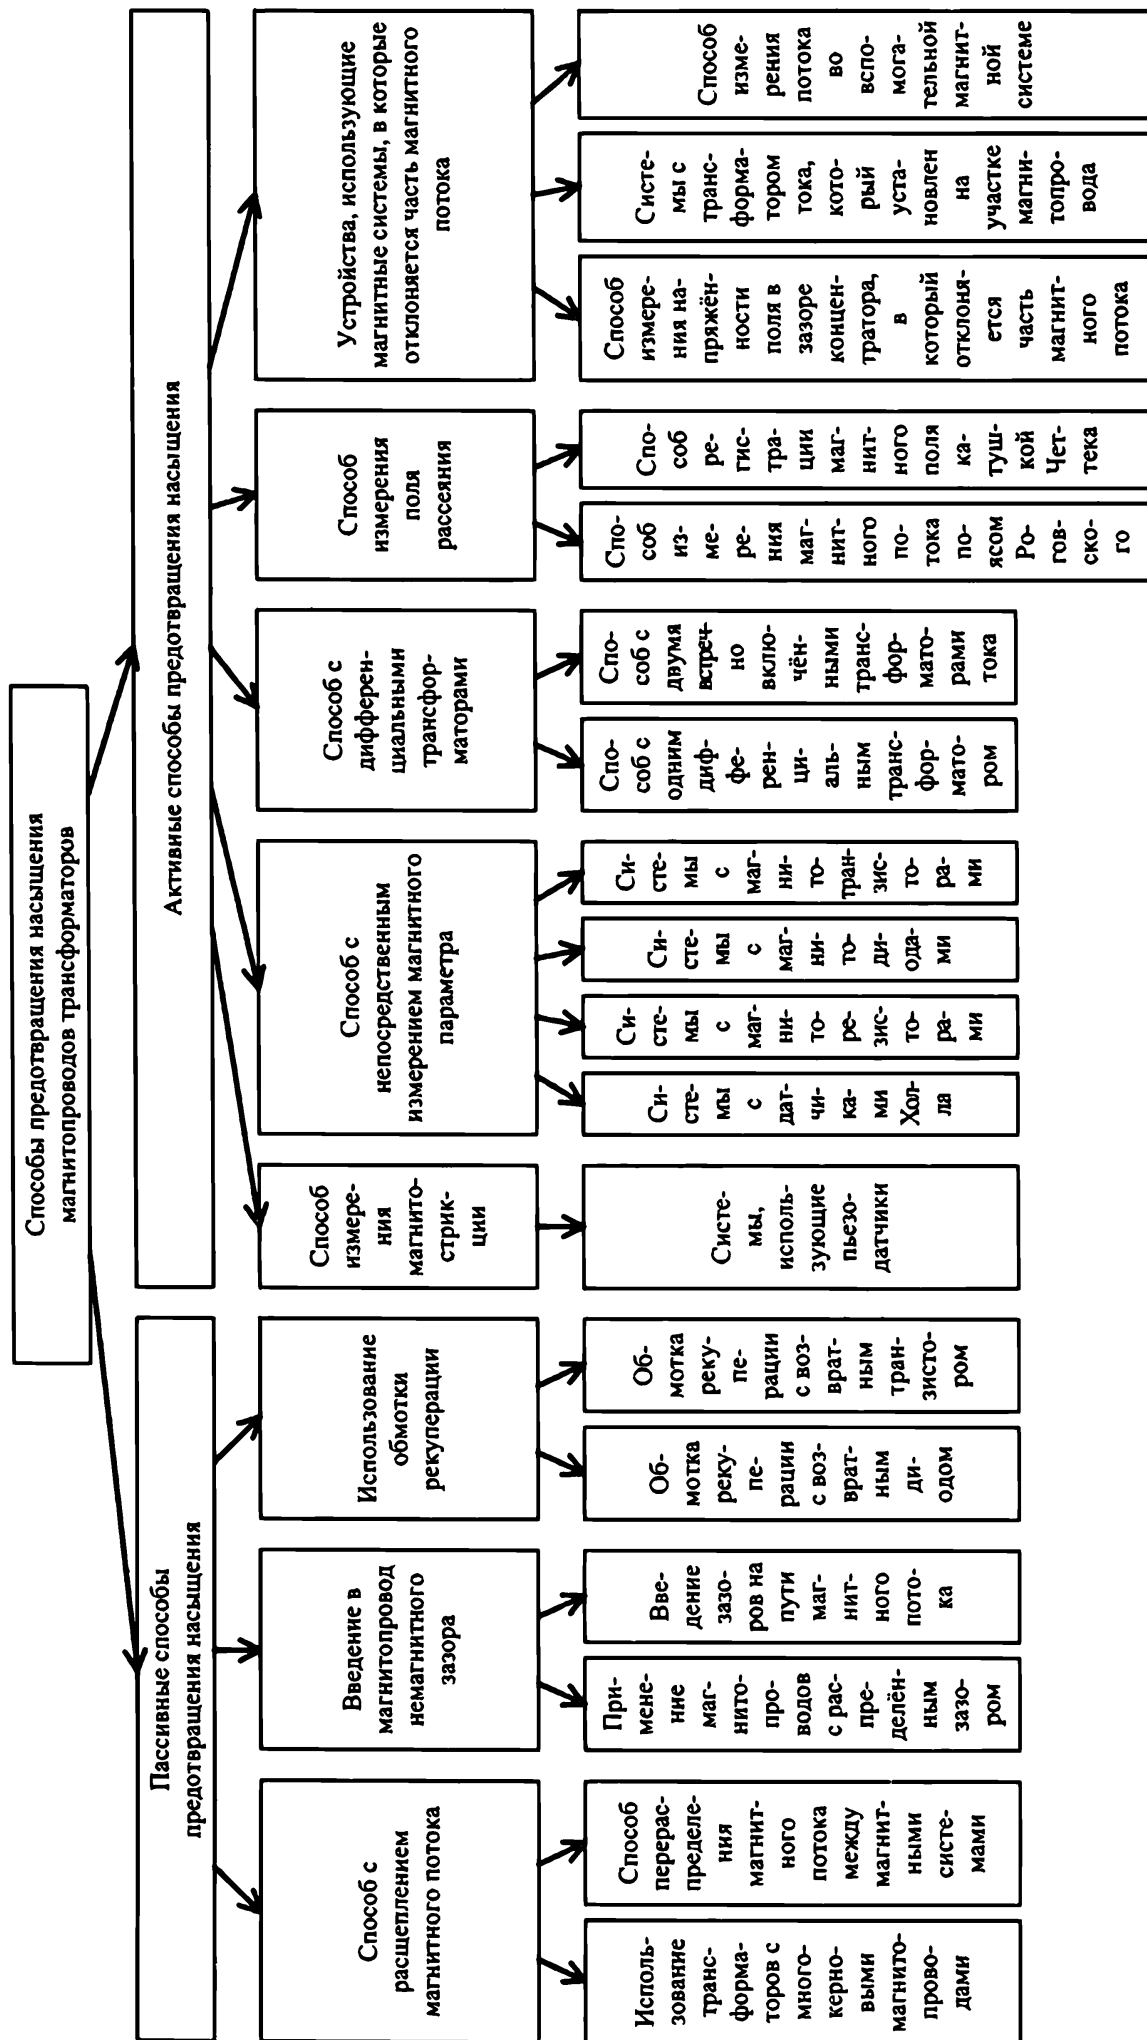 Способы предотвращения насыщения
магнитопроводов трансформаторов
Пассивные способы
предотвращения насыщения
Активные способы предотвращения насыщения
Способ с
расщеплением
магнитного потока
Введение в
магнитопровод
немагнитного
зазора
Использование
обмотки
рекуперации
Способ
измере-
ния
магнито-
стрик-
ции
Способ с
непосредственным
измерением магнитного
параметра
Способ с
дифферен-
циальными
трансфор-
маторами
Способ
измерения
поля
рассеяния
Устройства, использующие
магнитные системы, в которые
отклоняется часть магнитного
потока
Исполь-
зование
транс-
форма-
торов с
много-
керно-
выми
магнито-
прово-
дами
Способ
перерас-
пределе-
ния
магнит-
ного
потока
между
магнит-
ными
систе-
мами
При-
менение
маг-
нито-
про-
водов
с рас-
пре-
делён-
ным
зазо-
ром
Вве-
дение
зазо-
ров на
пути
маг-
нит-
ного
пото-
ка
Об-
мотка
реку-
пе-
рации
с воз-
врат-
ным
ди-
одом
Об-
мотка
реку-
пе-
рации
с воз-
врат-
ным
тран-
зисто-
ром
Систе-
мы,
исполь-
зующие
пьезо-
датчики
Си-
сте-
мы
с
дат-
чи-
ка-
ми
Хол-
ла
Си-
сте-
мы
с
маг-
ни-
то-
ре-
зис-
то-
ра-
ми
Си-
сте-
мы
с
маг-
ни-
то-
ди-
ода-
ми
Си-
сте-
мы
с
маг-
ни-
то-
тран-
зис-
то-
ра-
ми
Спо-
соб с
одним
диф-
фе-
рен-
ци-
аль-
ным
транс-
фор-
мато-
ром
Спо-
соб с
двумя
встреч-
но
вклю-
чён-
ными
транс-
фор-
мато-
рами
тока
Спо-
соб
из-
ме-
ре-
ния
маг-
нит-
ного
по-
тока
по-
ясом
Ро-
гов-
ско-
го
Спо-
соб
ре-
гис-
тра-
ции
маг-
нит-
ного
поля
ка-
туш-
кой
Чет-
тека
Способ
измере-
ния на-
пряжён-
ности
поля в
зазоре
концен-
тратора,
в
который
отклоня-
ется
часть
магнит-
ного
потока
Систе-
мы с
транс-
форма-
тором
тока,
кото-
рый
уста-
новлен
на
участке
магни-
топро-
вода
Способ
изме-
рения
потока
во
вспо-
мога-
тельной
магнит-
ной
системе